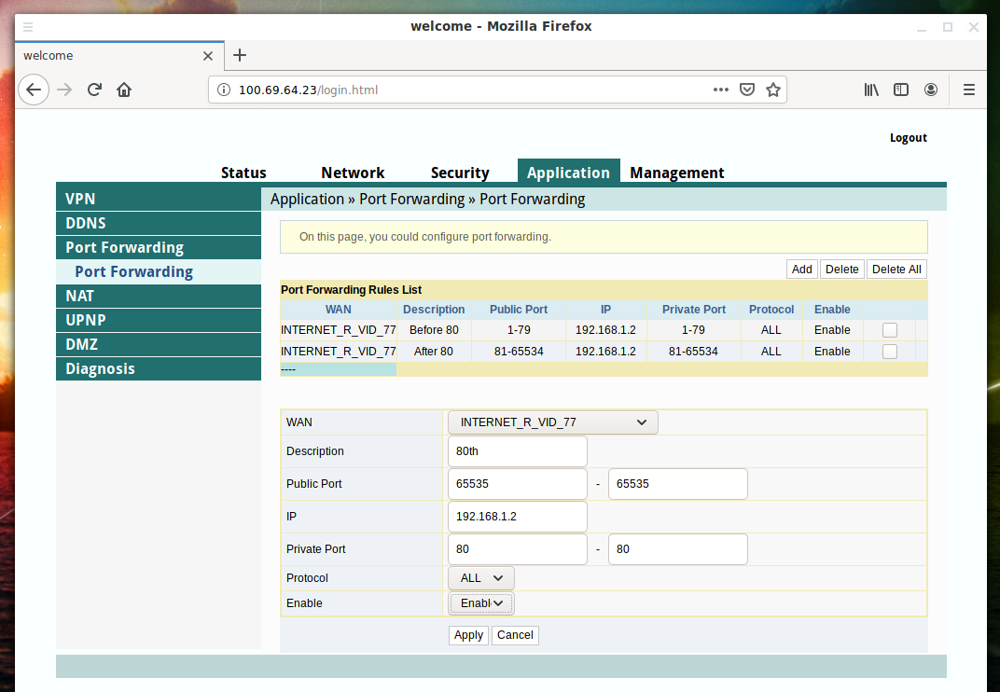 welcome - Mozilla Firefox
welcome
100.69.64.23/login.html
Logout
Status Network Security Application Management
VPN
DDNS
Port Forwarding
Port Forwarding
NAT
UPNP
DMZ
Diagnosis
Application » Port Forwarding » Port Forwarding
On this page, you could configure port forwarding.
Add Delete Delete All
Port Forwarding Rules List
WAN Description Public Port IP Private Port Protocol Enable
INTERNET_R_VID_77 Before 80 1-79 192.168.1.2 1-79 ALL Enable
INTERNET_R_VID_77 After 80 81-65534 192.168.1.2 81-65534 ALL Enable
----
WAN INTERNET_R_VID_77
Description 80th
Public Port 65535 - 65535
IP 192.168.1.2
Private Port 80 - 80
Protocol ALL
Enable Enabl
Apply Cancel